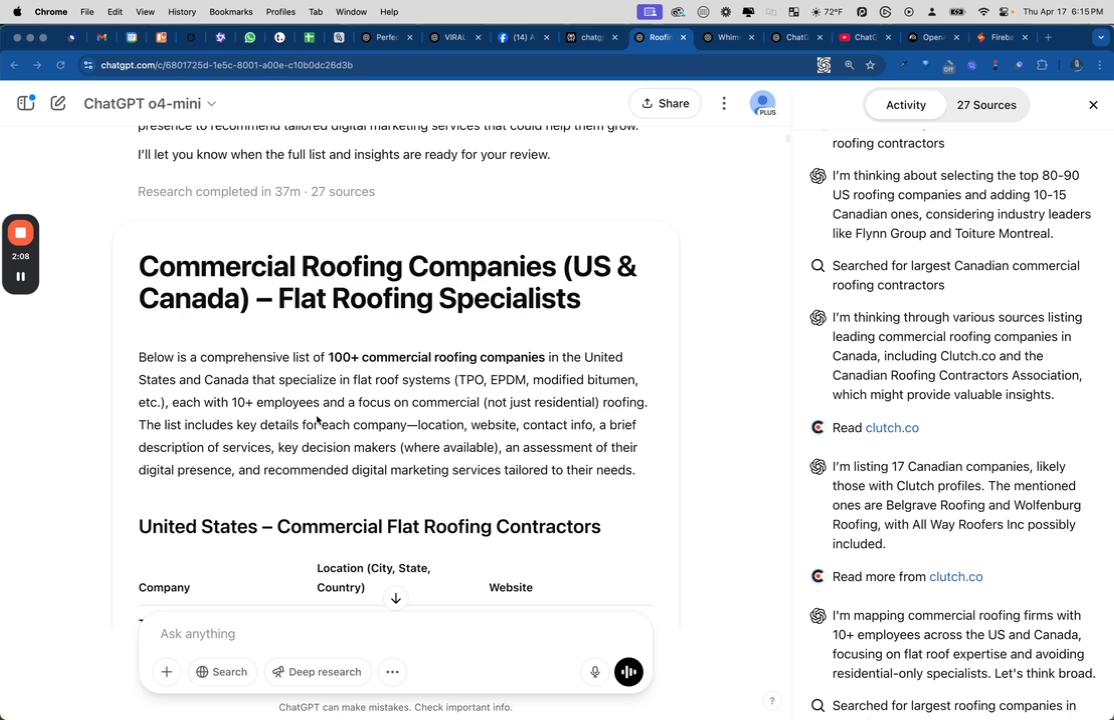 Chrome File Edit View History Bookmarks Profiles Tab Window Help 72°F Thu Apr 17 6:15 PM
Perfec VIRAL ( A chatg Roofin Whim ChatG ChatG OpenA Fireba
chatgpt.com/c/6801725d-1e5c-8001-a00e-c10b0dc26d3b
ChatGPT o4-mini
Share
PLUS
Activity
27 Sources
presence to recommend tailored digital marketing services that could help them grow.
I'll let you know when the full list and insights are ready for your review.
Research completed in 37m · 27 sources
2:08
Commercial Roofing Companies (US &
Canada) – Flat Roofing Specialists
Below is a comprehensive list of 100+ commercial roofing companies in the United
States and Canada that specialize in flat roof systems (TPO, EPDM, modified bitumen,
etc.), each with 10+ employees and a focus on commercial (not just residential) roofing.
The list includes key details for each company—location, website, contact info, a brief
description of services, key decision makers (where available), an assessment of their
digital presence, and recommended digital marketing services tailored to their needs.
United States – Commercial Flat Roofing Contractors
Company
Location (City, State,
Country)
Website
Ask anything
Search
Deep research
ChatGPT can make mistakes. Check important info.
?
roofing contractors
I'm thinking about selecting the top 80-90
US roofing companies and adding 10-15
Canadian ones, considering industry leaders
like Flynn Group and Toiture Montreal.
Searched for largest Canadian commercial
roofing contractors
I'm thinking through various sources listing
leading commercial roofing companies in
Canada, including Clutch.co and the
Canadian Roofing Contractors Association,
which might provide valuable insights.
Read clutch.co
I'm listing 17 Canadian companies, likely
those with Clutch profiles. The mentioned
ones are Belgrave Roofing and Wolfenburg
Roofing, with All Way Roofers Inc possibly
included.
Read more from clutch.co
I'm mapping commercial roofing firms with
10+ employees across the US and Canada,
focusing on flat roof expertise and avoiding
residential-only specialists. Let's think broad.
Searched for largest roofing companies in